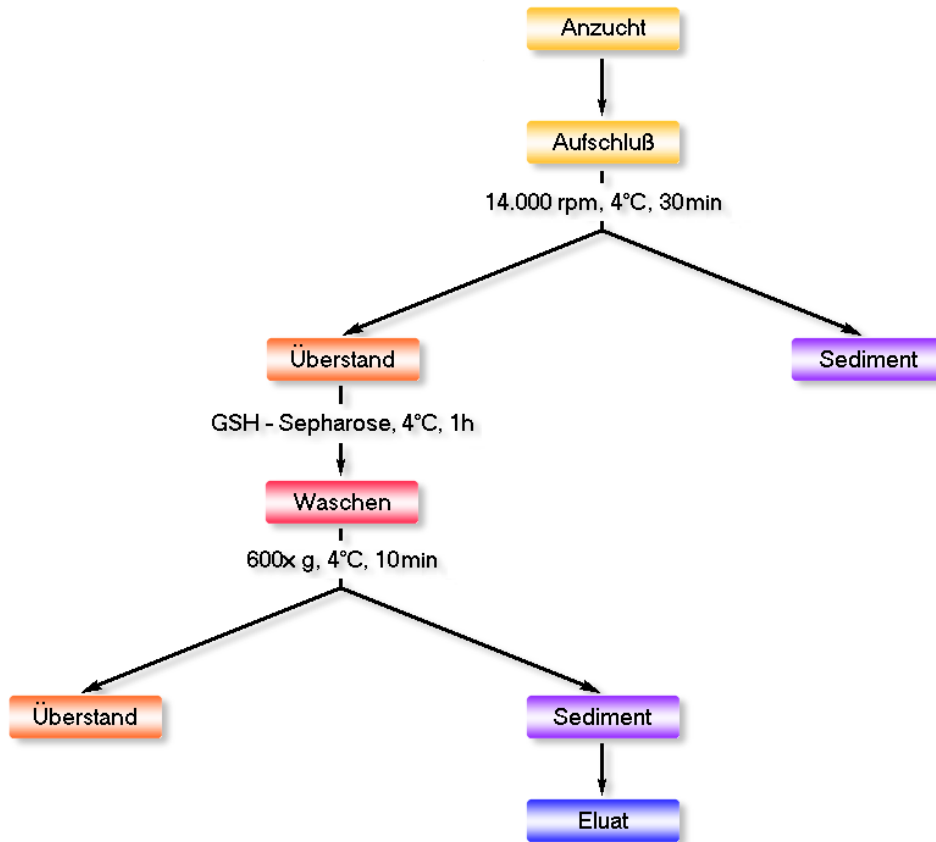 Anzucht
Aufschluß
14.000 rpm, 4°C, 30min
Überstand
Sediment
GSH - Sepharose, 4°C, 1h
Waschen
600x g, 4°C, 10min
Überstand
Sediment
Eluat